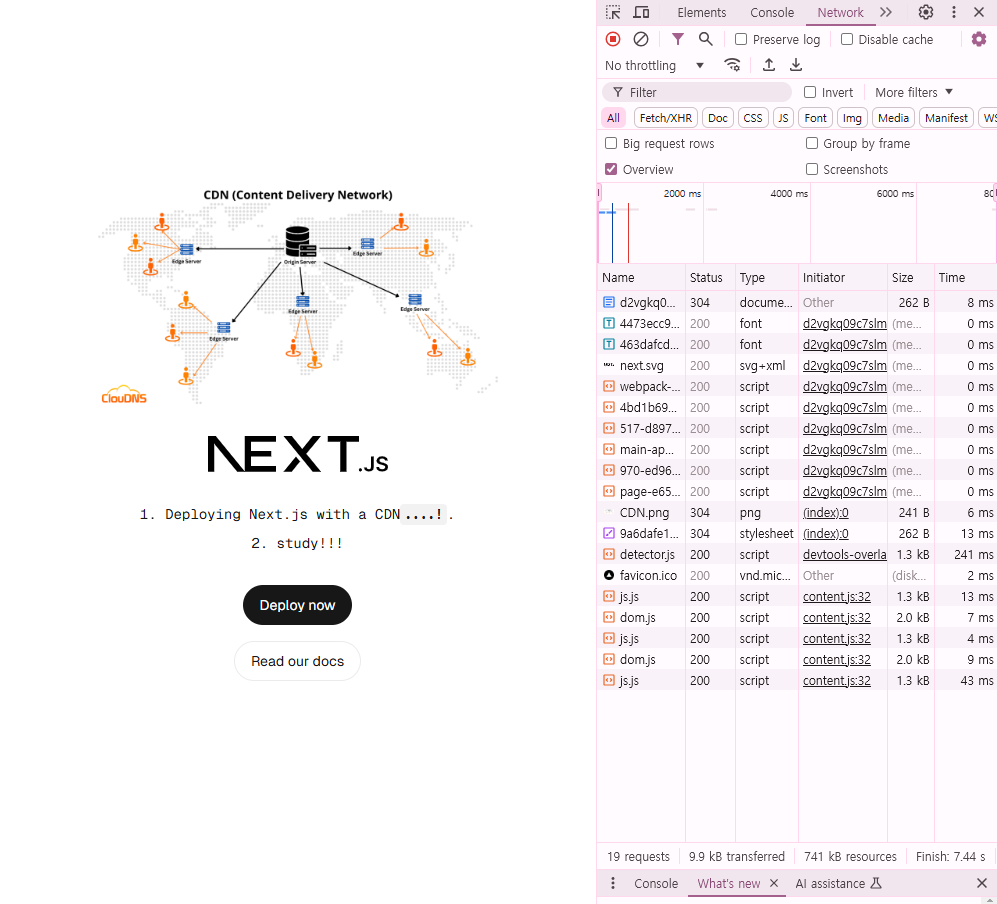 CDN (Content Delivery Network)
Edge Server
Origin Server
Edge Server
Edge Server
Edge Server
Edge Server
ClouDNS
NEXT.JS
1. Deploying Next.js with a CDN....!.
2. study!!!
Deploy now
Read our docs
Elements Console Network
Preserve log Disable cache
No throttling
Filter Invert More filters
All Fetch/XHR Doc CSS JS Font Img Media Manifest WS
Big request rows Group by frame
Overview Screenshots
2000 ms 4000 ms 6000 ms 80
Name Status Type Initiator Size Time
d2vgkq0... 304 docume... Other 262 B 8 ms
4473ecc9... 200 font d2vgkq09c7slm (me... 0 ms
463dafcd... 200 font d2vgkq09c7slm (me... 0 ms
next.svg 200 svg+xml d2vgkq09c7slm (me... 0 ms
webpack-... 200 script d2vgkq09c7slm (me... 0 ms
4bd1b69... 200 script d2vgkq09c7slm (me... 0 ms
517-d897... 200 script d2vgkq09c7slm (me... 0 ms
main-ap... 200 script d2vgkq09c7slm (me... 0 ms
970-ed96... 200 script d2vgkq09c7slm (me... 0 ms
page-e65... 200 script d2vgkq09c7slm (me... 0 ms
CDN.png 304 png (index):0 241 B 6 ms
9a6dafe1... 304 stylesheet (index):0 262 B 13 ms
detector.js 200 script devtools-overla 1.3 kB 241 ms
favicon.ico 200 vnd.mic... Other (disk... 2 ms
js.js 200 script content.js:32 1.3 kB 13 ms
dom.js 200 script content.js:32 2.0 kB 7 ms
js.js 200 script content.js:32 1.3 kB 4 ms
dom.js 200 script content.js:32 2.0 kB 9 ms
js.js 200 script content.js:32 1.3 kB 43 ms
19 requests 9.9 kB transferred 741 kB resources Finish: 7.44 s
Console What's new AI assistance